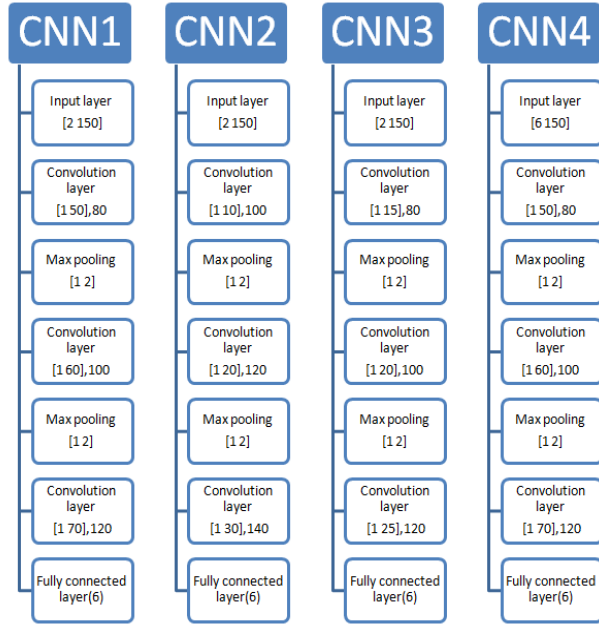 CNN1
Input layer
[2 150]
Convolution
layer
[1 50],80
Max pooling
[1 2]
Convolution
layer
[1 60],100
Max pooling
[1 2]
Convolution
layer
[1 70],120
Fully connected
layer(6)
CNN2
Input layer
[2 150]
Convolution
layer
[1 10],100
Max pooling
[1 2]
Convolution
layer
[1 20],120
Max pooling
[1 2]
Convolution
layer
[1 30],140
Fully connected
layer(6)
CNN3
Input layer
[2 150]
Convolution
layer
[1 15],80
Max pooling
[1 2]
Convolution
layer
[1 20],100
Max pooling
[1 2]
Convolution
layer
[1 25],120
Fully connected
layer(6)
CNN4
Input layer
[6 150]
Convolution
layer
[1 50],80
Max pooling
[1 2]
Convolution
layer
[1 60],100
Max pooling
[1 2]
Convolution
layer
[1 70],120
Fully connected
layer(6)